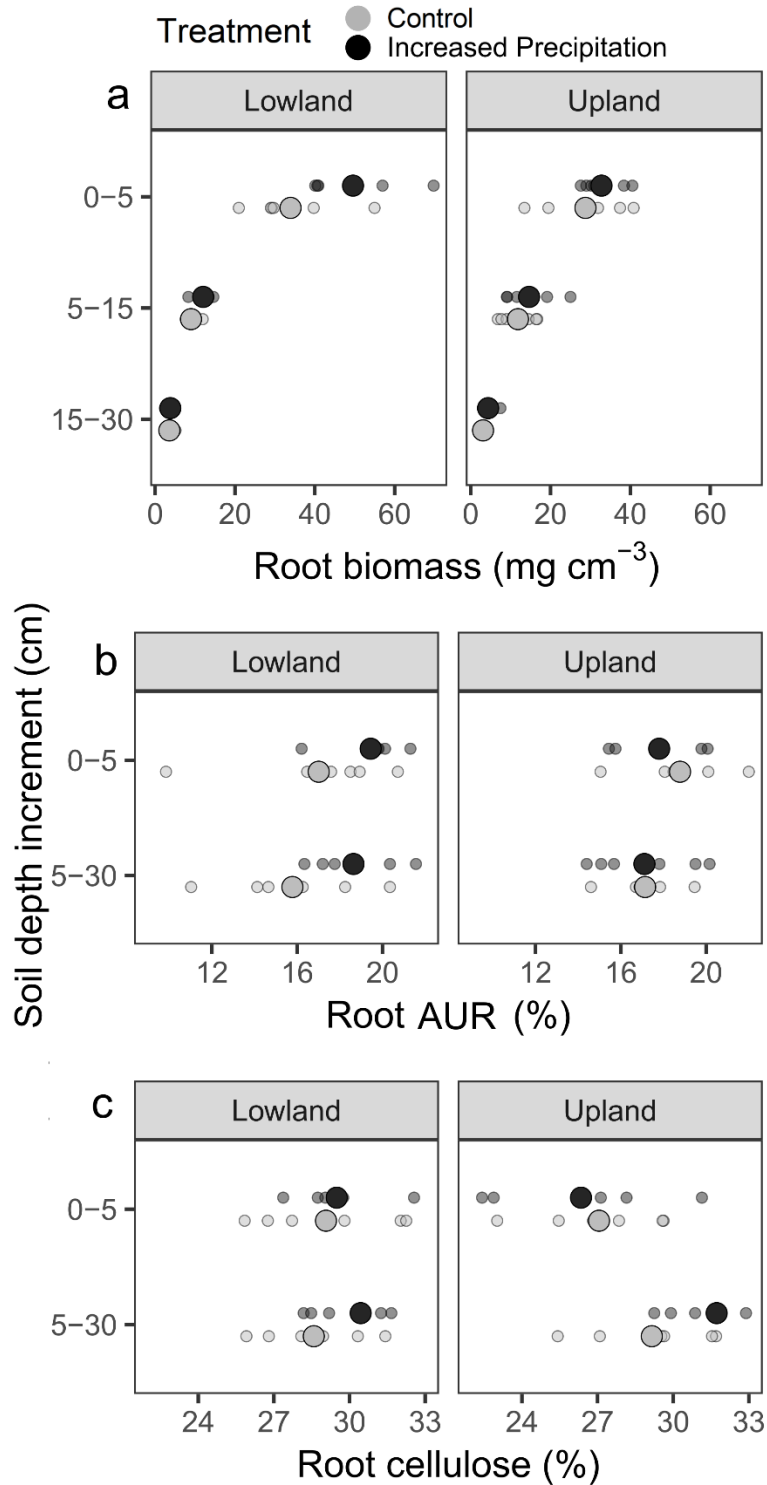 Treatment
Control
Increased Precipitation
a
Lowland
Upland
0−5
5−15
15−30
0 20 40 60
0 20 40 60
Root biomass (mg cm⁻³)
Soil depth increment (cm)
b
Lowland
Upland
0−5
5−30
12 16 20
12 16 20
Root AUR (%)
c
Lowland
Upland
0−5
5−30
24 27 30 33
24 27 30 33
Root cellulose (%)